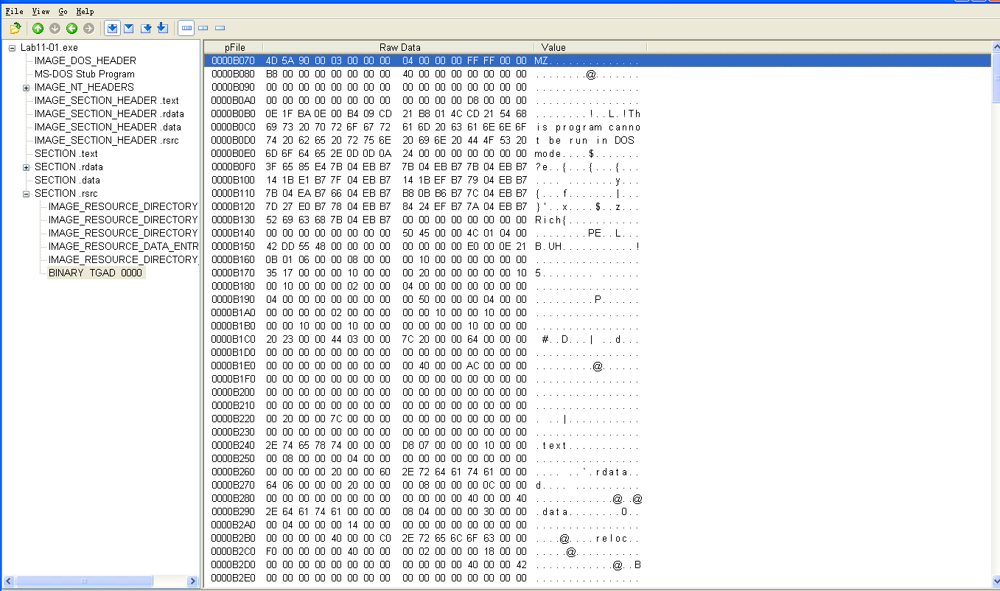 File View Go Help
pFile Raw Data Value
Lab11-01.exe
IMAGE_DOS_HEADER
MS-DOS Stub Program
IMAGE_NT_HEADERS
IMAGE_SECTION_HEADER .text
IMAGE_SECTION_HEADER .rdata
IMAGE_SECTION_HEADER .data
IMAGE_SECTION_HEADER .rsrc
SECTION .text
SECTION .rdata
SECTION .data
SECTION .rsrc
IMAGE_RESOURCE_DIRECTORY
IMAGE_RESOURCE_DIRECTORY
IMAGE_RESOURCE_DIRECTORY
IMAGE_RESOURCE_DATA_ENTR
IMAGE_RESOURCE_DIRECTORY_
BINARY TGAD 0000
0000B070 4D 5A 90 00 03 00 00 00 04 00 00 00 FF FF 00 00 MZ..............
0000B080 B8 00 00 00 00 00 00 00 40 00 00 00 00 00 00 00 ........@.......
0000B090 00 00 00 00 00 00 00 00 00 00 00 00 00 00 00 00 ................
0000B0A0 00 00 00 00 00 00 00 00 00 00 00 00 D8 00 00 00 ................
0000B0B0 0E 1F BA 0E 00 B4 09 CD 21 B8 01 4C CD 21 54 68 ........!..L.!Th
0000B0C0 69 73 20 70 72 6F 67 72 61 6D 20 63 61 6E 6E 6F is program canno
0000B0D0 74 20 62 65 20 72 75 6E 20 69 6E 20 44 4F 53 20 t be run in DOS
0000B0E0 6D 6F 64 65 2E 0D 0D 0A 24 00 00 00 00 00 00 00 mode....$.......
0000B0F0 3F 65 85 E4 7B 04 EB B7 7B 04 EB B7 7B 04 EB B7 ?e..{...{...{...
0000B100 14 1B E1 B7 7F 04 EB B7 14 1B EF B7 79 04 EB B7 .... .......y...
0000B110 7B 04 EA B7 66 04 EB B7 B8 0B B6 B7 7C 04 EB B7 {...f.......|...
0000B120 7D 27 E0 B7 78 04 EB B7 84 24 EF B7 7A 04 EB B7 }'..x....$..z...
0000B130 52 69 63 68 7B 04 EB B7 00 00 00 00 00 00 00 00 Rich{...........
0000B140 00 00 00 00 00 00 00 00 50 45 00 00 4C 01 04 00 ........PE..L...
0000B150 42 DD 55 48 00 00 00 00 00 00 00 00 E0 00 0E 21 B.UH...........!
0000B160 0B 01 06 00 00 08 00 00 00 10 00 00 00 00 00 00 ................
0000B170 35 17 00 00 00 10 00 00 00 20 00 00 00 00 00 10 5........ ......
0000B180 00 10 00 00 00 02 00 00 04 00 00 00 00 00 00 00 ................
0000B190 04 00 00 00 00 00 00 00 00 50 00 00 00 04 00 00 .........P......
0000B1A0 00 00 00 00 02 00 00 00 00 00 10 00 00 10 00 00 ................
0000B1B0 00 00 10 00 00 10 00 00 00 00 00 00 10 00 00 00 ................
0000B1C0 20 23 00 00 44 03 00 00 7C 20 00 00 64 00 00 00 #..D...| ..d...
0000B1D0 00 00 00 00 00 00 00 00 00 00 00 00 00 00 00 00 ................
0000B1E0 00 00 00 00 00 00 00 00 00 40 00 00 AC 00 00 00 .........@......
0000B1F0 00 00 00 00 00 00 00 00 00 00 00 00 00 00 00 00 ................
0000B200 00 00 00 00 00 00 00 00 00 00 00 00 00 00 00 00 ................
0000B210 00 00 00 00 00 00 00 00 00 00 00 00 00 00 00 00 ................
0000B220 00 20 00 00 7C 00 00 00 00 00 00 00 00 00 00 00 . ..|...........
0000B230 00 00 00 00 00 00 00 00 00 00 00 00 00 00 00 00 ................
0000B240 2E 74 65 78 74 00 00 00 D8 07 00 00 00 10 00 00 .text...........
0000B250 00 08 00 00 00 04 00 00 00 00 00 00 00 00 00 00 ................
0000B260 00 00 00 00 20 00 00 60 2E 72 64 61 74 61 00 00 .... ..`.rdata..
0000B270 64 06 00 00 00 20 00 00 00 08 00 00 00 0C 00 00 d.... ..........
0000B280 00 00 00 00 00 00 00 00 00 00 00 00 40 00 00 40 ............@..@
0000B290 2E 64 61 74 61 00 00 00 08 04 00 00 00 30 00 00 .data........0..
0000B2A0 00 04 00 00 00 14 00 00 00 00 00 00 00 00 00 00 ................
0000B2B0 00 00 00 00 40 00 00 C0 2E 72 65 6C 6F 63 00 00 ....@....reloc..
0000B2C0 F0 00 00 00 00 40 00 00 00 02 00 00 00 18 00 00 .....@..........
0000B2D0 00 00 00 00 00 00 00 00 00 00 00 00 40 00 00 42 ............@..B
0000B2E0 00 00 00 00 00 00 00 00 00 00 00 00 00 00 00 00 ................